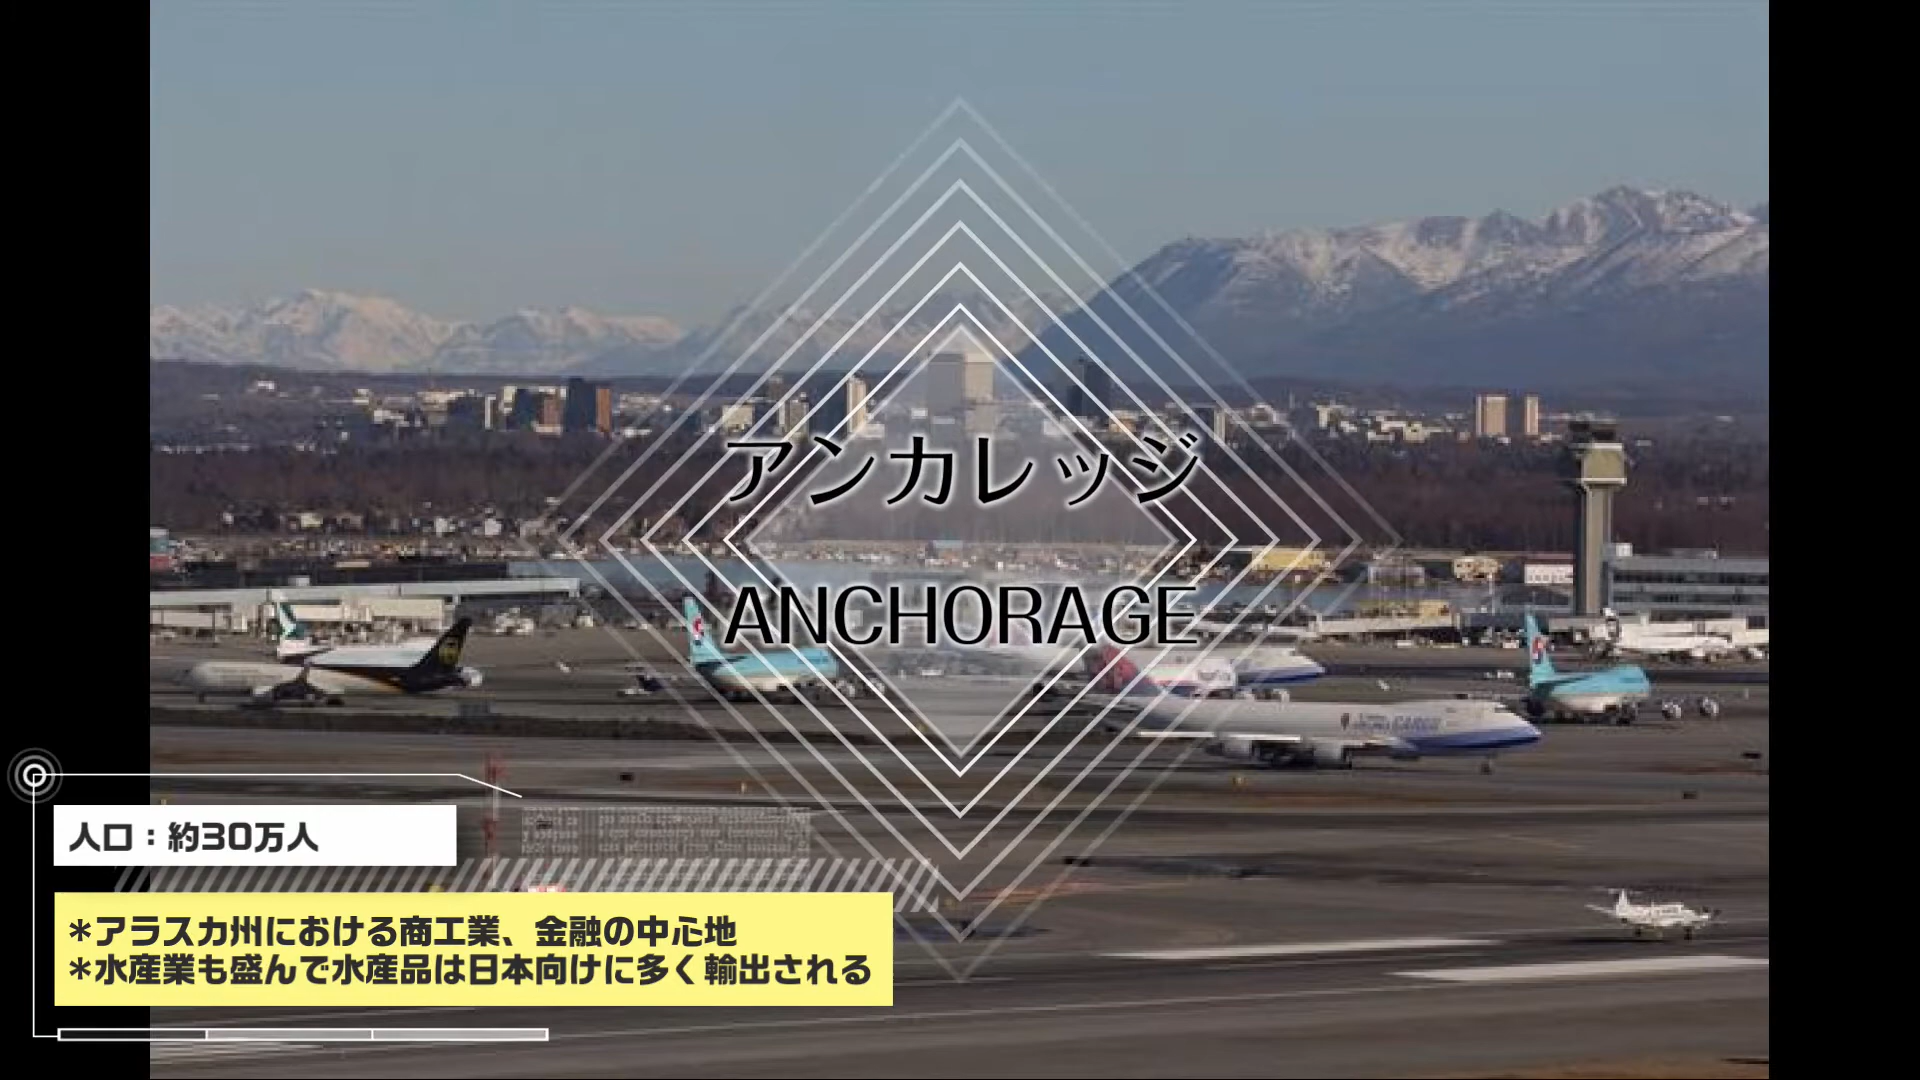 アンカレッジ
ANCHORAGE
CARGO
人口：約30万人
*アラスカ州における商工業、金融の中心地
*水産業も盛んで水産品は日本向けに多く輸出される